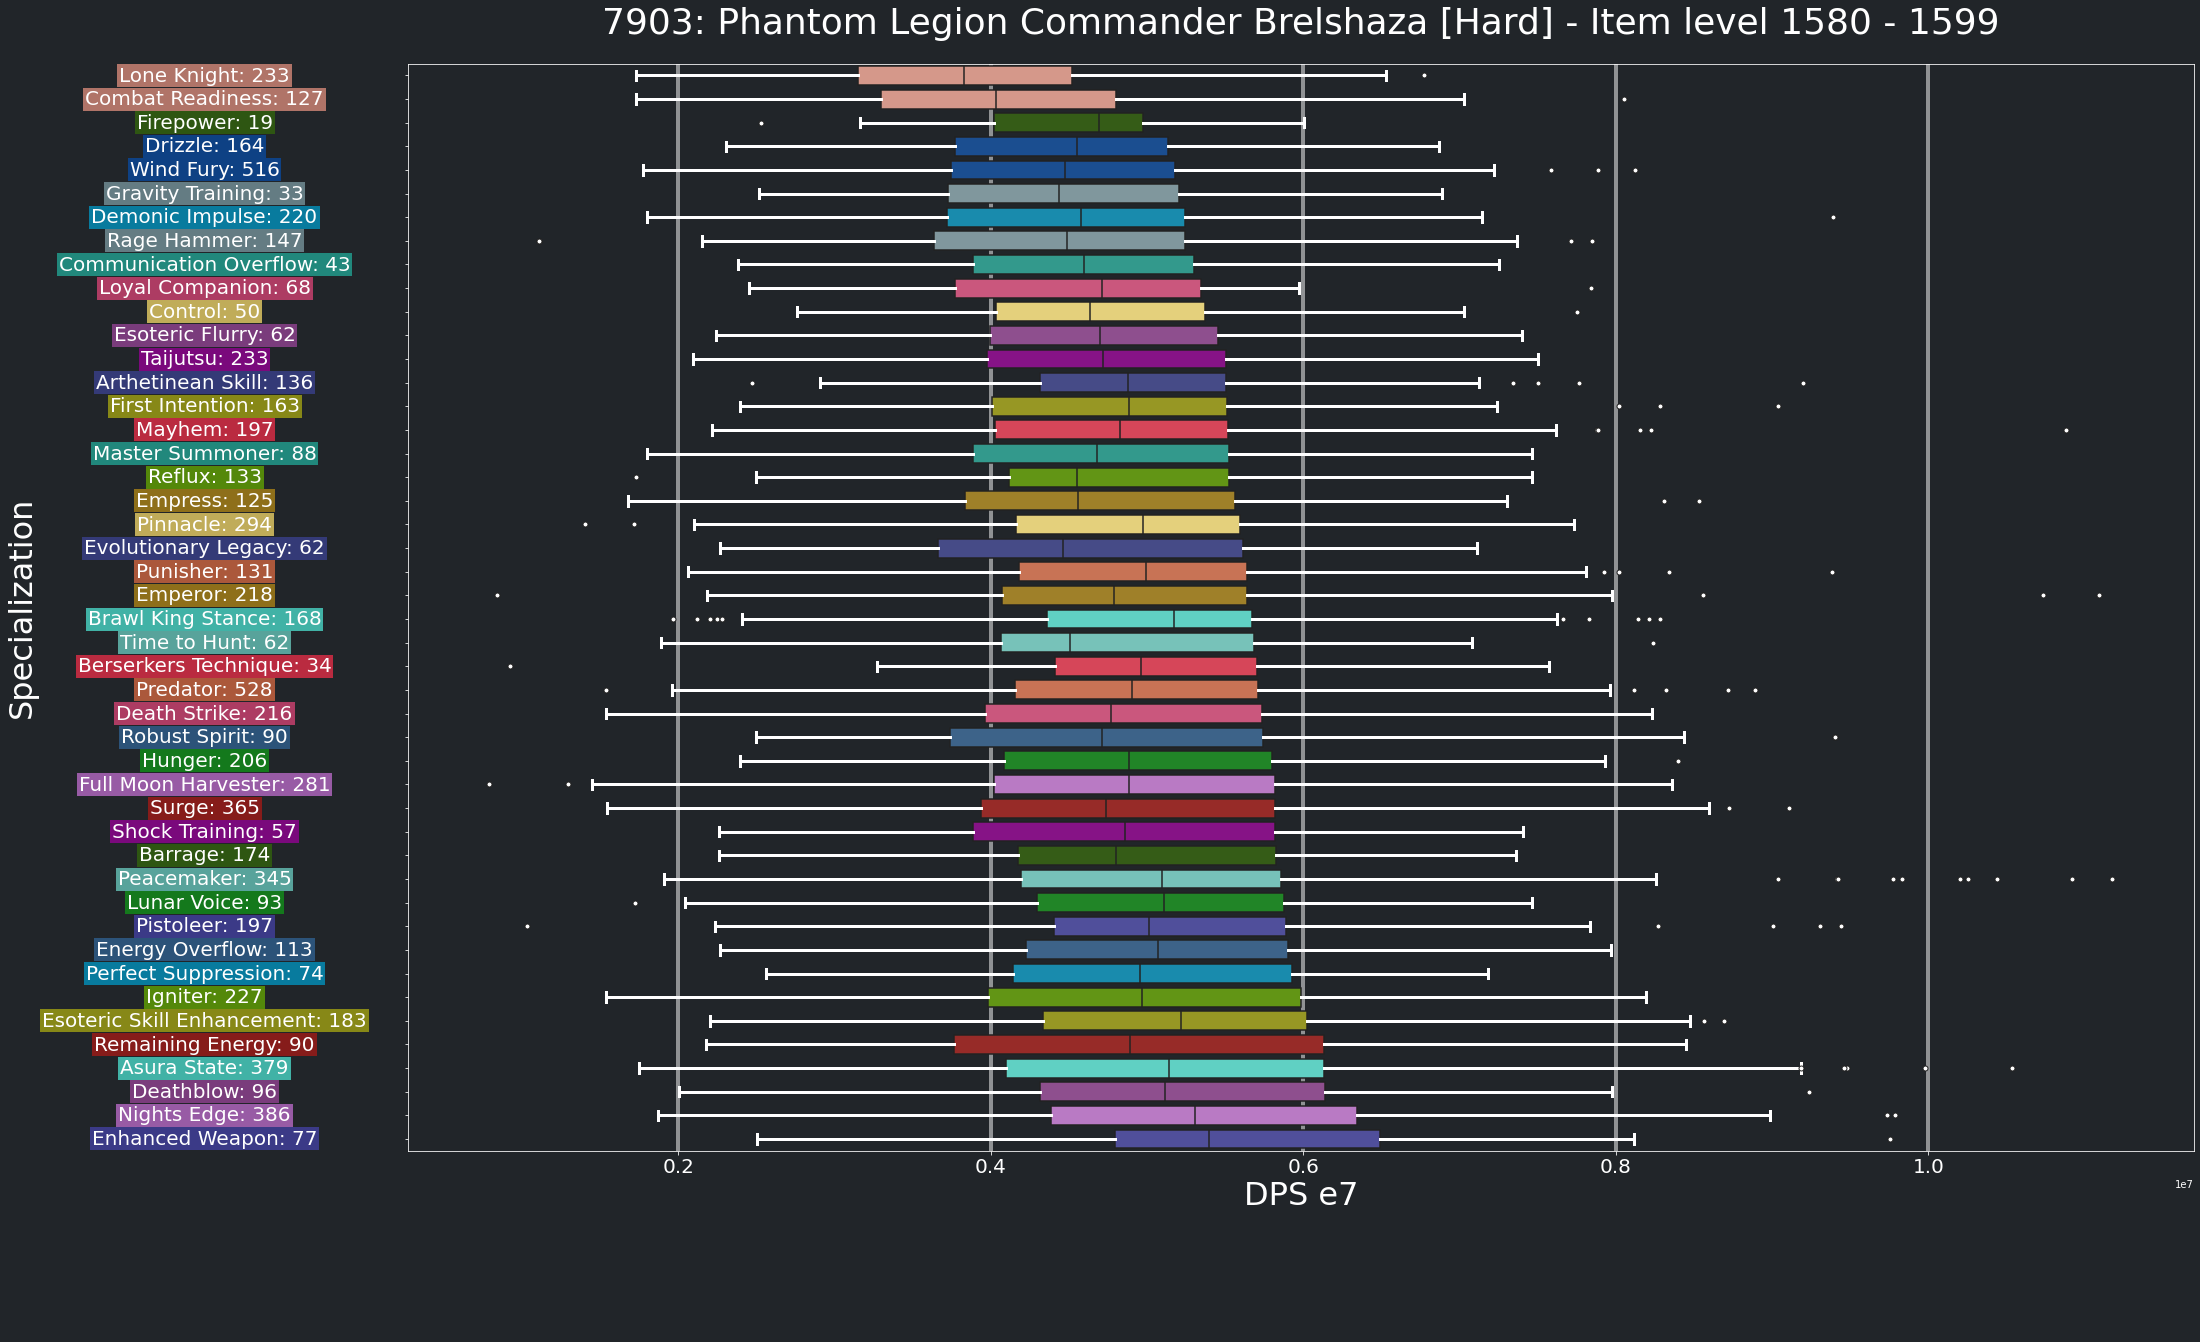 7903: Phantom Legion Commander Brelshaza [Hard] - Item level 1580 - 1599
Lone Knight: 233
Combat Readiness: 127
Firepower: 19
Drizzle: 164
Wind Fury: 516
Gravity Training: 33
Demonic Impulse: 220
Rage Hammer: 147
Communication Overflow: 43
Loyal Companion: 68
Control: 50
Esoteric Flurry: 62
Taijutsu: 233
Arthetinean Skill: 136
First Intention: 163
Mayhem: 197
Master Summoner: 88
Reflux: 133
Empress: 125
Pinnacle: 294
Evolutionary Legacy: 62
Punisher: 131
Emperor: 218
Brawl King Stance: 168
Time to Hunt: 62
Berserkers Technique: 34
Predator: 528
Death Strike: 216
Robust Spirit: 90
Hunger: 206
Full Moon Harvester: 281
Surge: 365
Shock Training: 57
Barrage: 174
Peacemaker: 345
Lunar Voice: 93
Pistoleer: 197
Energy Overflow: 113
Perfect Suppression: 74
Igniter: 227
Esoteric Skill Enhancement: 183
Remaining Energy: 90
Asura State: 379
Deathblow: 96
Nights Edge: 386
Enhanced Weapon: 77
Specialization
0.2 0.4 0.6 0.8 1.0
DPS e7
1e7